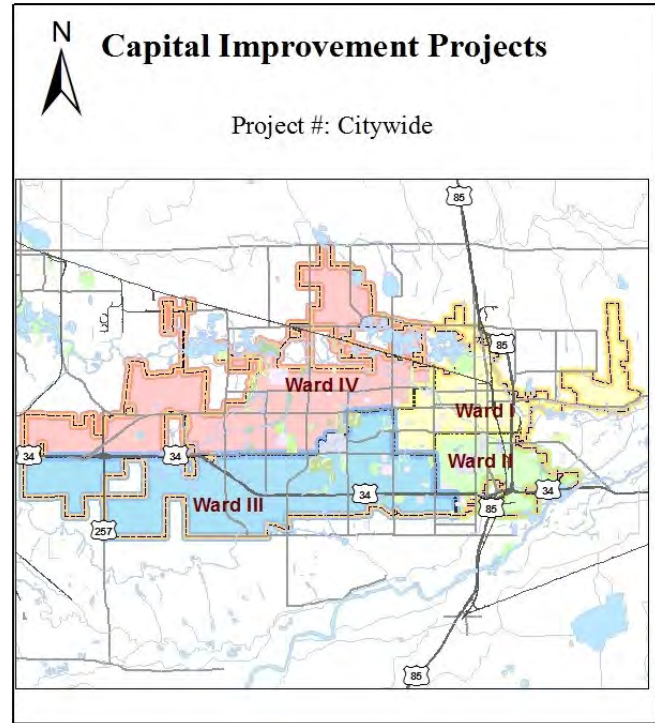 N
Capital Improvement Projects
Project #: Citywide
85
85
Ward IV
Ward I
34
34
Ward II
Ward III
34
34
85
257
85